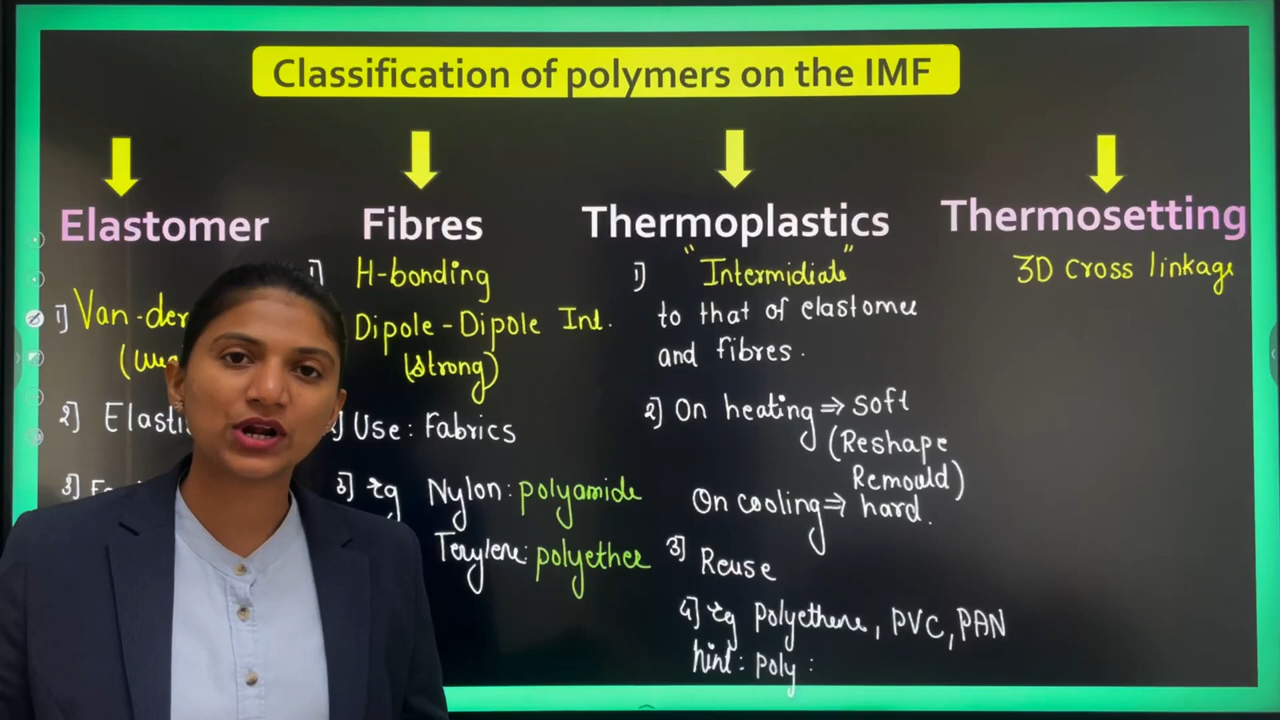 Classification of polymers on the IMF
Elastomer
Fibres
Thermoplastics
Thermosetting
1] Van-der
2]
3]
1] H-bonding
Dipole-Dipole Int.
(strong)
Use: Fabrics
3] eg Nylon: polyamide
Terylene: polyether
1) "Intermidiate"
to that of elastomer
and fibres.
2] On heating ⇒ soft
(Reshape
Remould)
On cooling ⇒ hard.
3] Reuse
4] eg Polyethene, PVC, PAN
hint: poly:
3D cross linkage